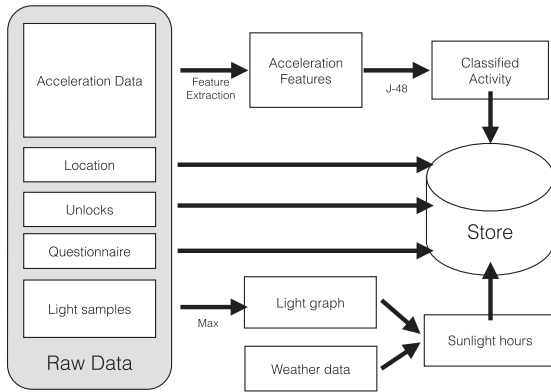 Acceleration Data
Feature
Extraction
Acceleration
Features
J-48
Classified
Activity
Location
Unlocks
Questionnaire
Store
Light samples
Max
Light graph
Weather data
Sunlight hours
Raw Data